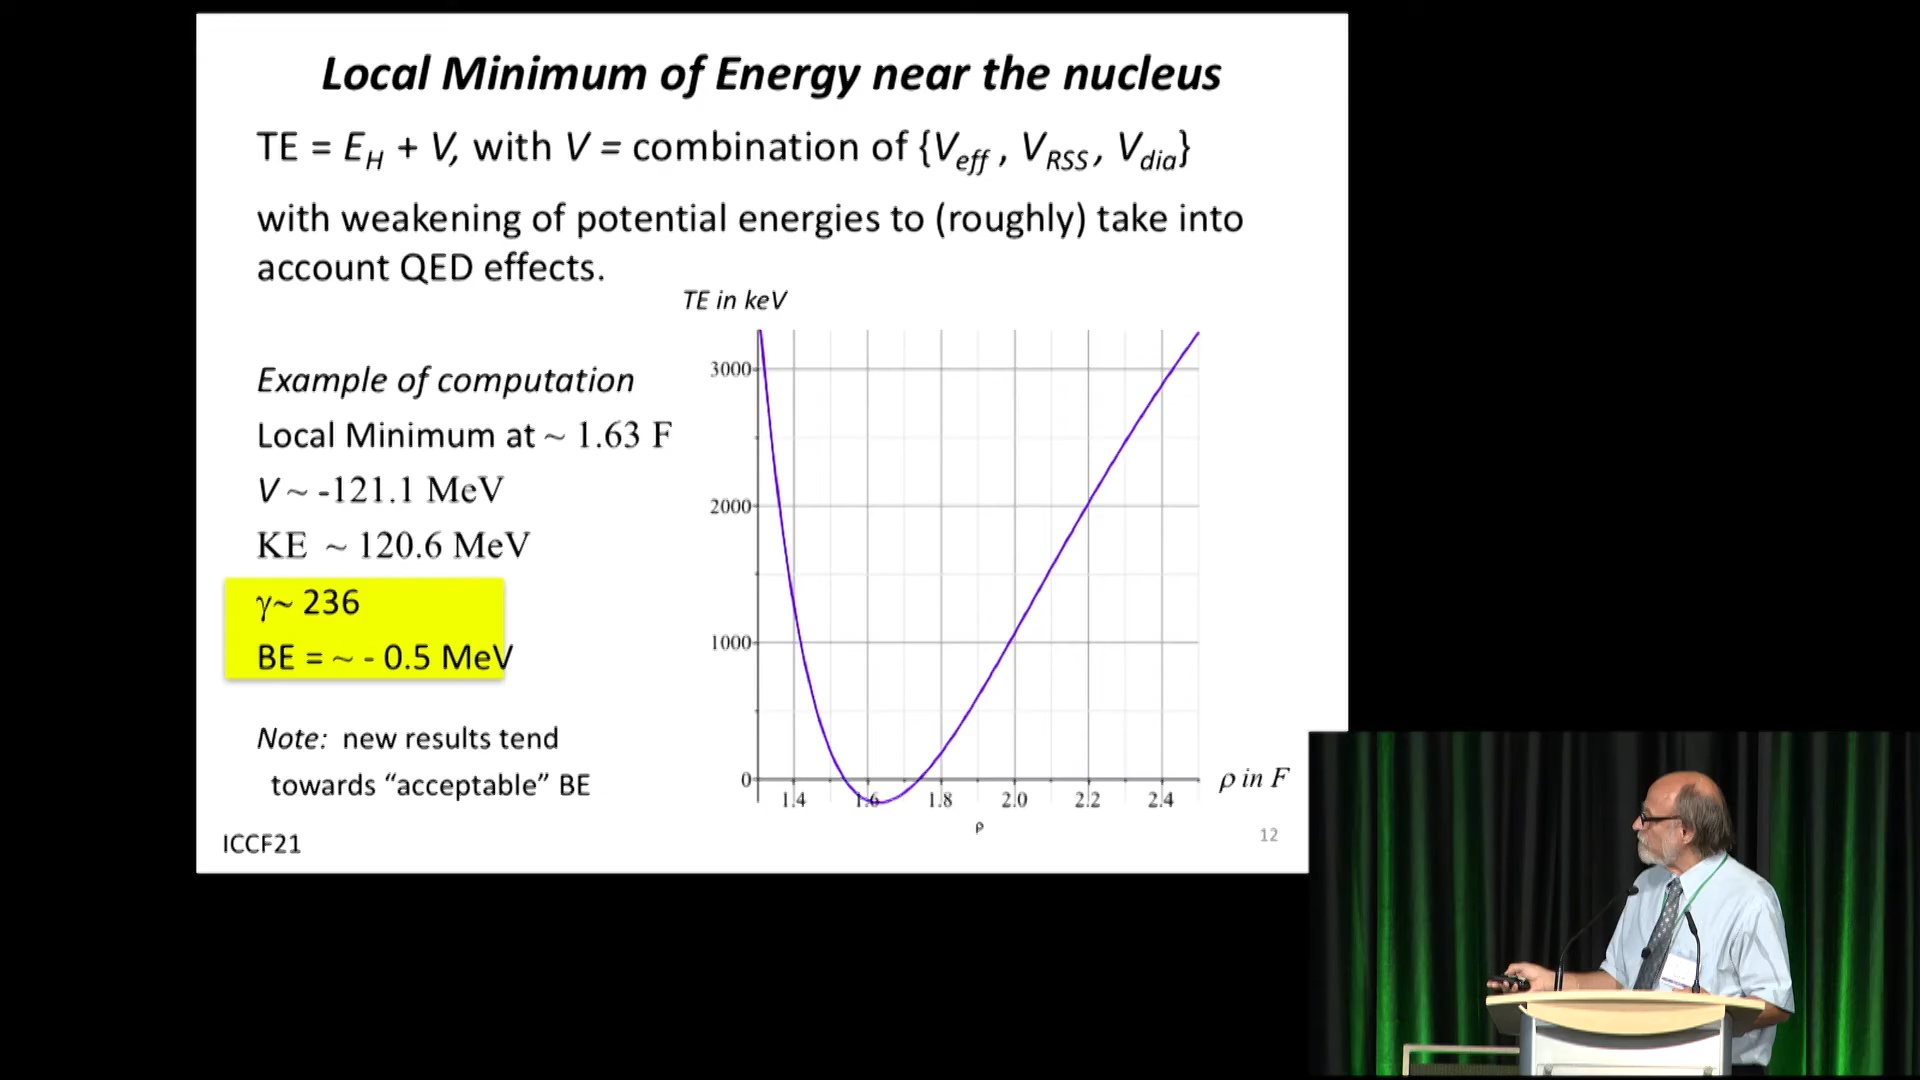 Local Minimum of Energy near the nucleus
TE = E_H + V, with V = combination of {V_eff , V_RSS, V_dia}
with weakening of potential energies to (roughly) take into
account QED effects.
TE in keV
Example of computation
Local Minimum at ~ 1.63 F
V ~ -121.1 MeV
KE ~ 120.6 MeV
γ~ 236
BE = ~ - 0.5 MeV
Note: new results tend
towards “acceptable” BE
3000
2000
1000
0
1.4 1.6 1.8 2.0 2.2 2.4
ρ
ρ in F
ICCF21
12